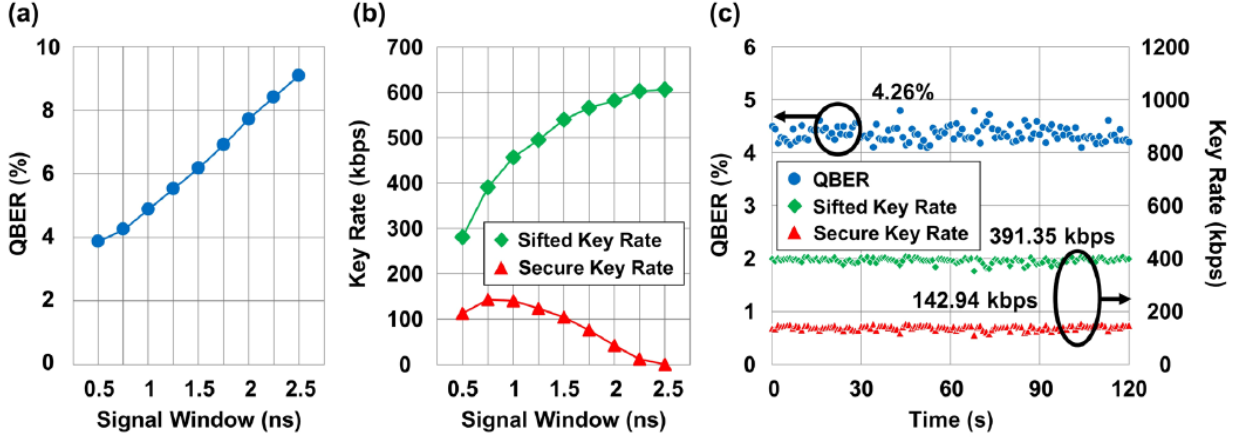 (a)
10
8
6
4
2
0
QBER (%)
0.5 1 1.5 2 2.5
Signal Window (ns)
(b)
700
600
500
400
300
200
100
0
Key Rate (kbps)
Sifted Key Rate
Secure Key Rate
0.5 1 1.5 2 2.5
Signal Window (ns)
(c)
6
5
4
3
2
1
0
QBER (%)
4.26%
QBER
Sifted Key Rate
Secure Key Rate
391.35 kbps
142.94 kbps
1200
1000
800
600
400
200
0
Key Rate (kbps)
0 30 60 90 120
Time (s)